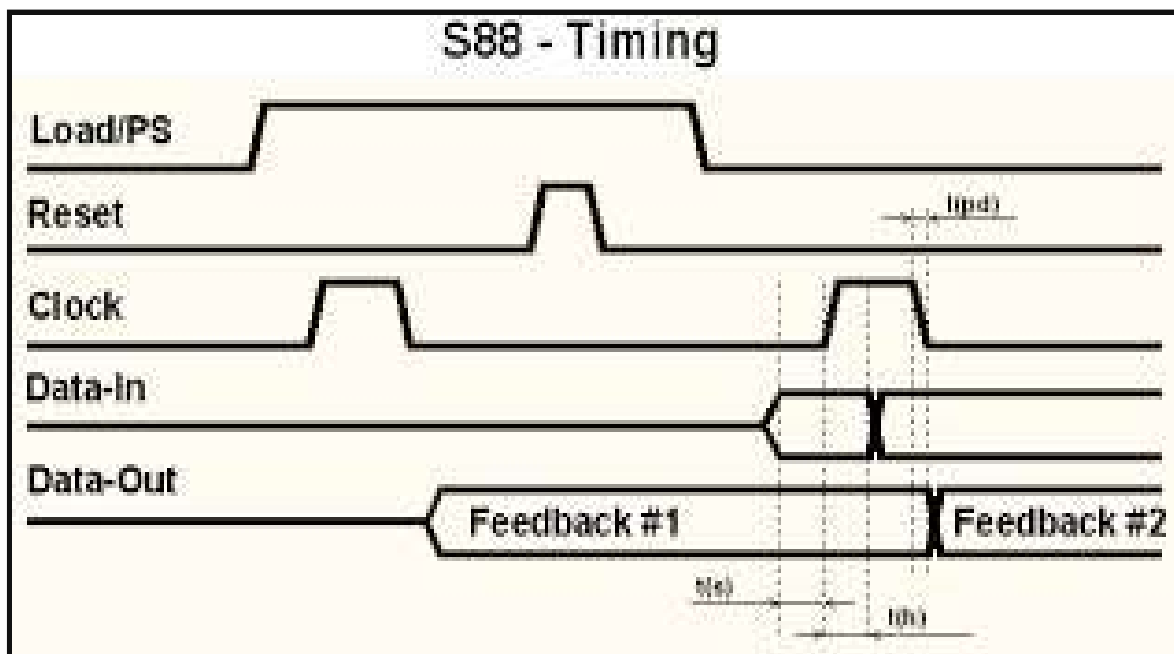 S88 - Timing
Load/PS
Reset
t(pd)
Clock
Data-In
Data-Out
Feedback #1
Feedback #2
t(s)
t(h)